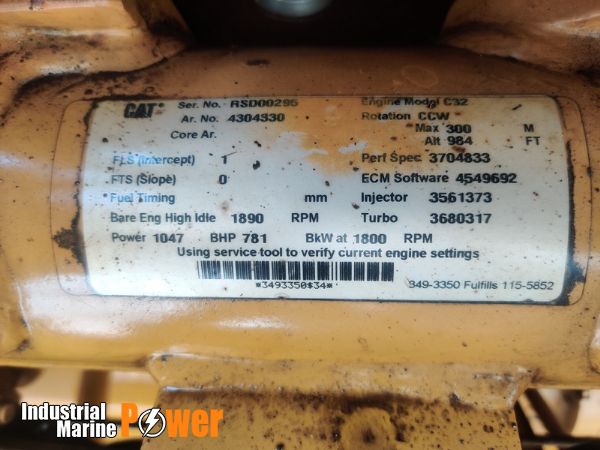 CAT Ser. No. RSD00295 Engine Model C32
Ar. No. 4304330 Rotation CCW
Core Ar. Max 300 M
Alt 984 FT
FLS (Intercept) 1 Perf Spec 3704833
FTS (Slope) 0 ECM Software 4549692
Fuel Timing mm Injector 3561373
Bare Eng High Idle 1890 RPM Turbo 3680317
Power 1047 BHP 781 BkW at 1800 RPM
Using service tool to verify current engine settings
*3493350$34*
349-3350 Fulfills 115-5852
Industrial
Marine Power